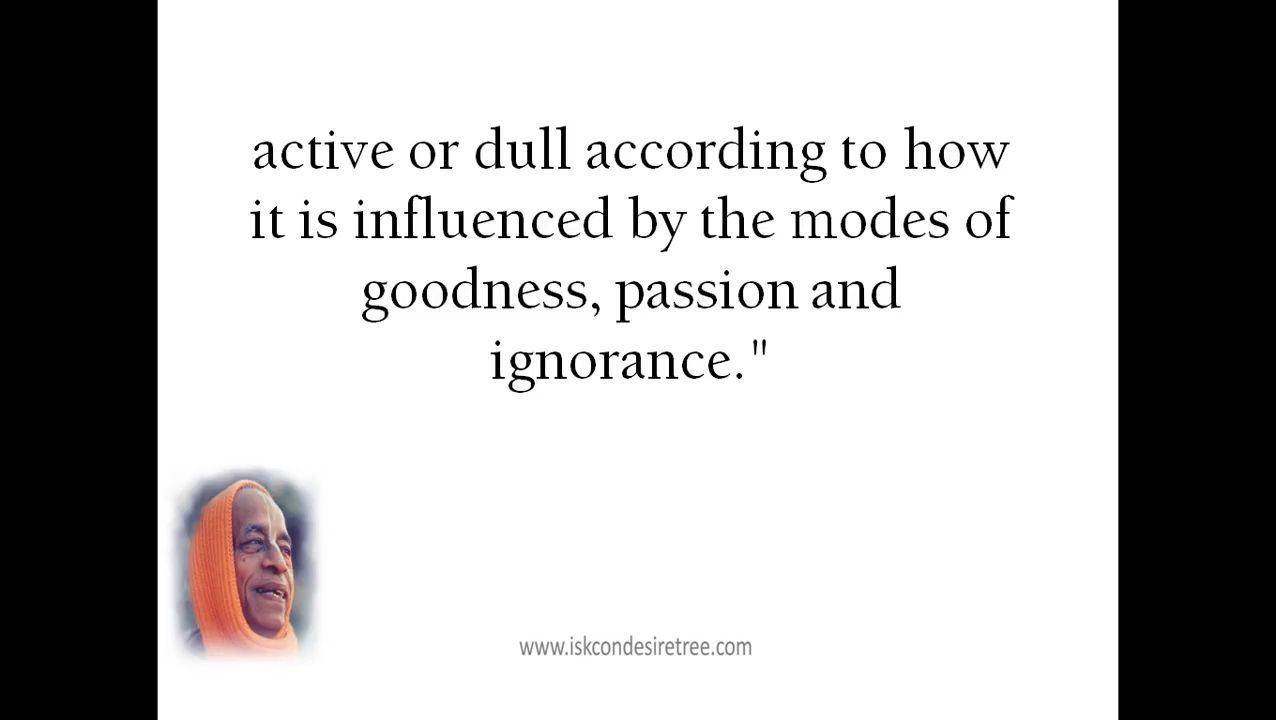 active or dull according to how
it is influenced by the modes of
goodness, passion and
ignorance."
www.iskcondesiretree.com